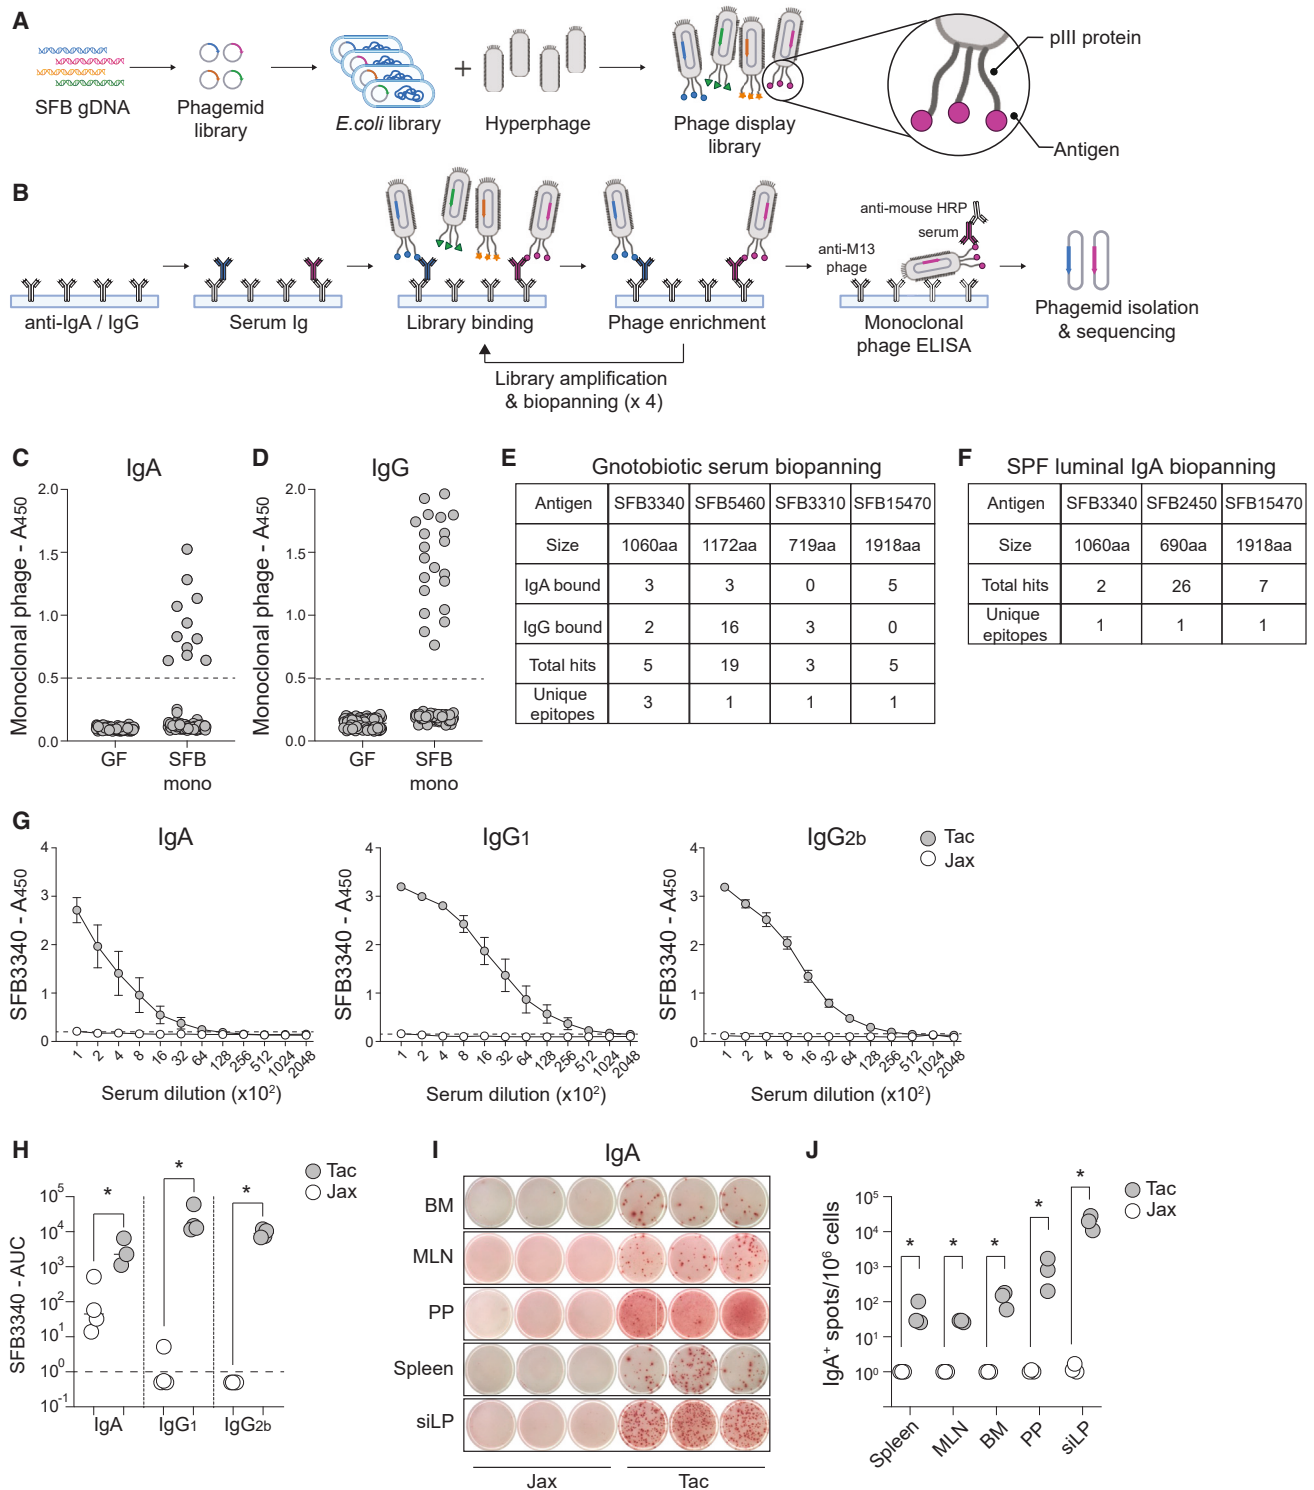 A
SFB gDNA
Phagemid
library
E.coli library
Hyperphage
Phage display
library
pIII protein
Antigen
B
anti-IgA / IgG
Serum Ig
Library binding
Phage enrichment
Library amplification
& biopanning (x 4)
anti-mouse HRP
serum
anti-M13
phage
Monoclonal
phage ELISA
Phagemid isolation
& sequencing
C
IgA
Monoclonal phage - A450
2.0
1.5
1.0
0.5
0.0
GF
SFB
mono
D
IgG
Monoclonal phage - A450
2.0
1.5
1.0
0.5
0.0
GF
SFB
mono
E
Gnotobiotic serum biopanning
Antigen SFB3340 SFB5460 SFB3310 SFB15470
Size 1060aa 1172aa 719aa 1918aa
IgA bound 3 3 0 5
IgG bound 2 16 3 0
Total hits 5 19 3 5
Unique
epitopes 3 1 1 1
F
SPF luminal IgA biopanning
Antigen SFB3340 SFB2450 SFB15470
Size 1060aa 690aa 1918aa
Total hits 2 26 7
Unique
epitopes 1 1 1
G
IgA
SFB3340 - A450
4
3
2
1
0
1 2 4 8 16 32 64 128 256 512 1024 2048
Serum dilution (x10²)
IgG1
SFB3340 - A450
4
3
2
1
0
1 2 4 8 16 32 64 128 256 512 1024 2048
Serum dilution (x10²)
IgG2b
SFB3340 - A450
4
3
2
1
0
1 2 4 8 16 32 64 128 256 512 1024 2048
Serum dilution (x10²)
Tac
Jax
H
SFB3340 - AUC
10⁵
10⁴
10³
10²
10¹
10⁰
10⁻¹
* * *
IgA IgG1 IgG2b
Tac
Jax
I
IgA
BM
MLN
PP
Spleen
siLP
Jax Tac
J
IgA⁺ spots/10⁶ cells
10⁵
10⁴
10³
10²
10¹
10⁰
* * * * *
Spleen MLN BM PP siLP
Tac
Jax